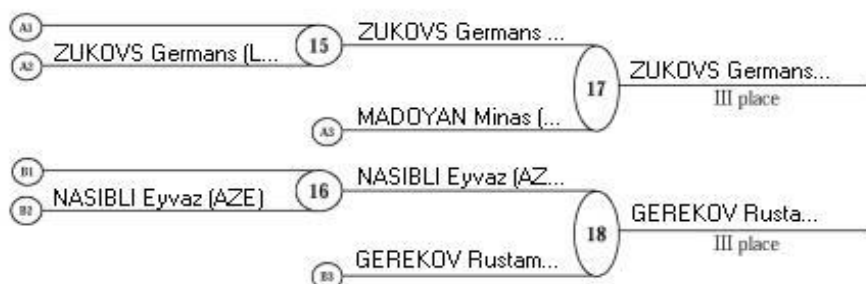 A1
ZUKOVS Germans (L...
A2
15
ZUKOVS Germans ...
MADOYAN Minas (...
A3
17
ZUKOVS Germans...
III place
B1
NASIBLI Eyvaz (AZE)
B2
16
NASIBLI Eyvaz (AZ...
GEREKOV Rustam...
B3
18
GEREKOV Rusta...
III place